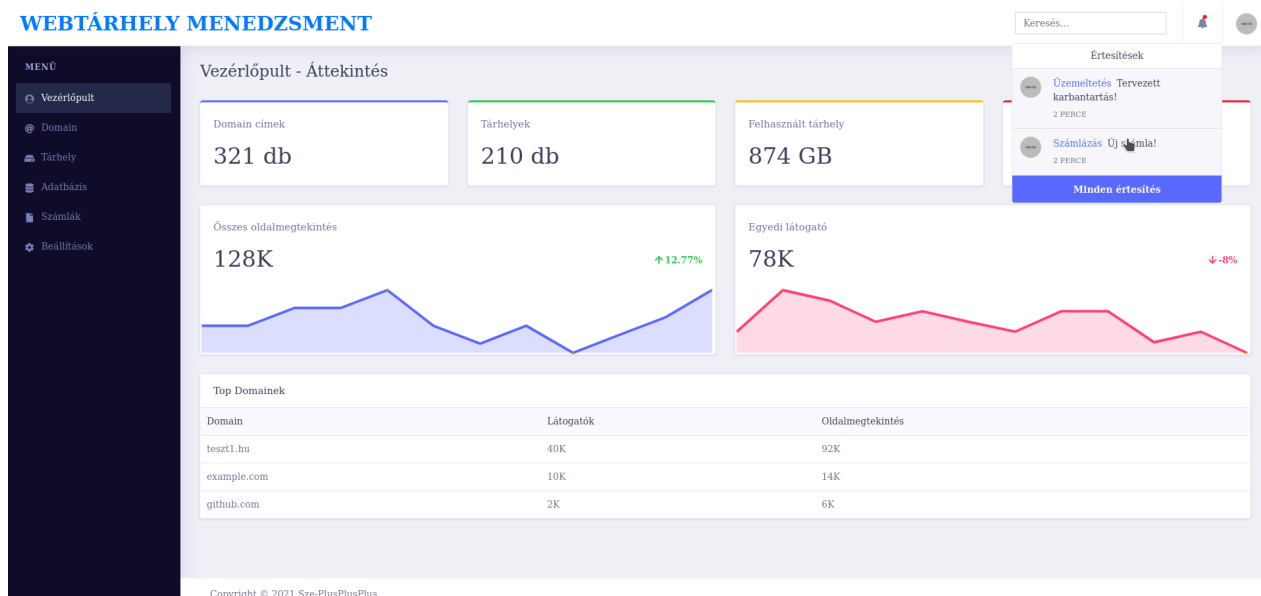 WEBTÁRHELY MENEDZSMENT
Keresés...
MENÜ
Vezérlőpult
Domain
Tárhely
Adatbázis
Számlák
Beállítások
Vezérlőpult - Áttekintés
Értesítések
Üzemeltetés Tervezett
karbantartás!
2 PERCE
Számlázás Új számla!
2 PERCE
Minden értesítés
Domain címek
321 db
Tárhelyek
210 db
Felhasznált tárhely
874 GB
Összes oldalmegtekintés
128K
12.77%
Egyedi látogató
78K
-8%
Top Domainek
Domain Látogatók Oldalmegtekintés
teszt1.hu 40K 92K
example.com 10K 14K
github.com 2K 6K
Copyright © 2021 Sze-PlusPlusPlus